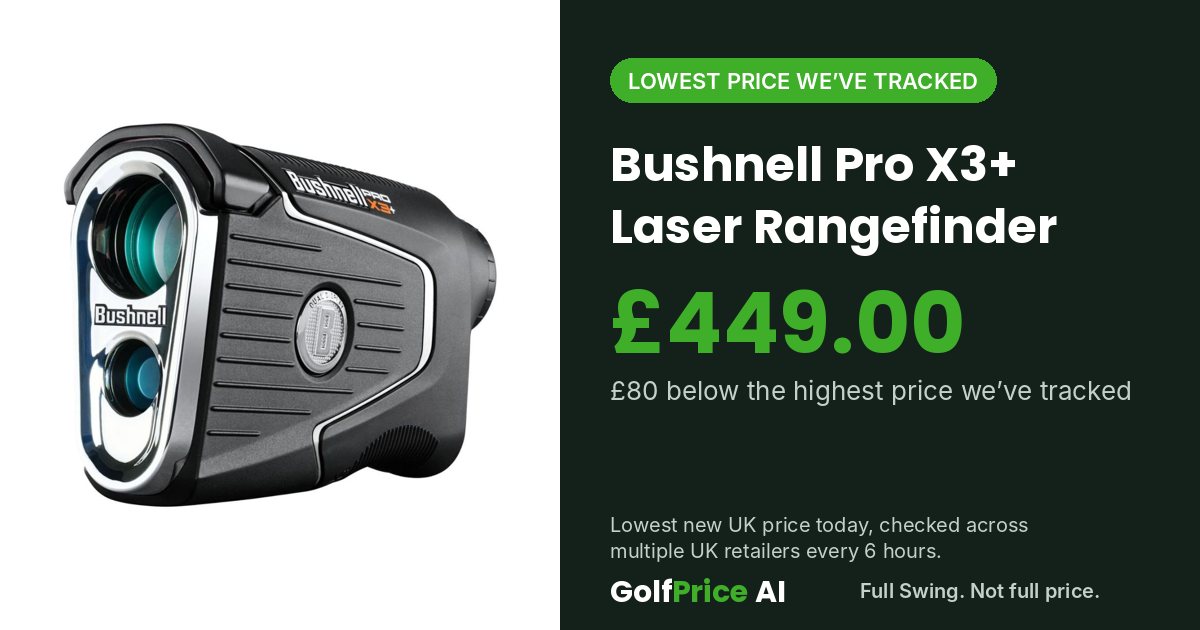 Bushnell PRO
X3+
Bushnell
B
LOWEST PRICE WE’VE TRACKED
Bushnell Pro X3+
Laser Rangefinder
£449.00
£80 below the highest price we’ve tracked
Lowest new UK price today, checked across
multiple UK retailers every 6 hours.
GolfPrice AI
Full Swing. Not full price.